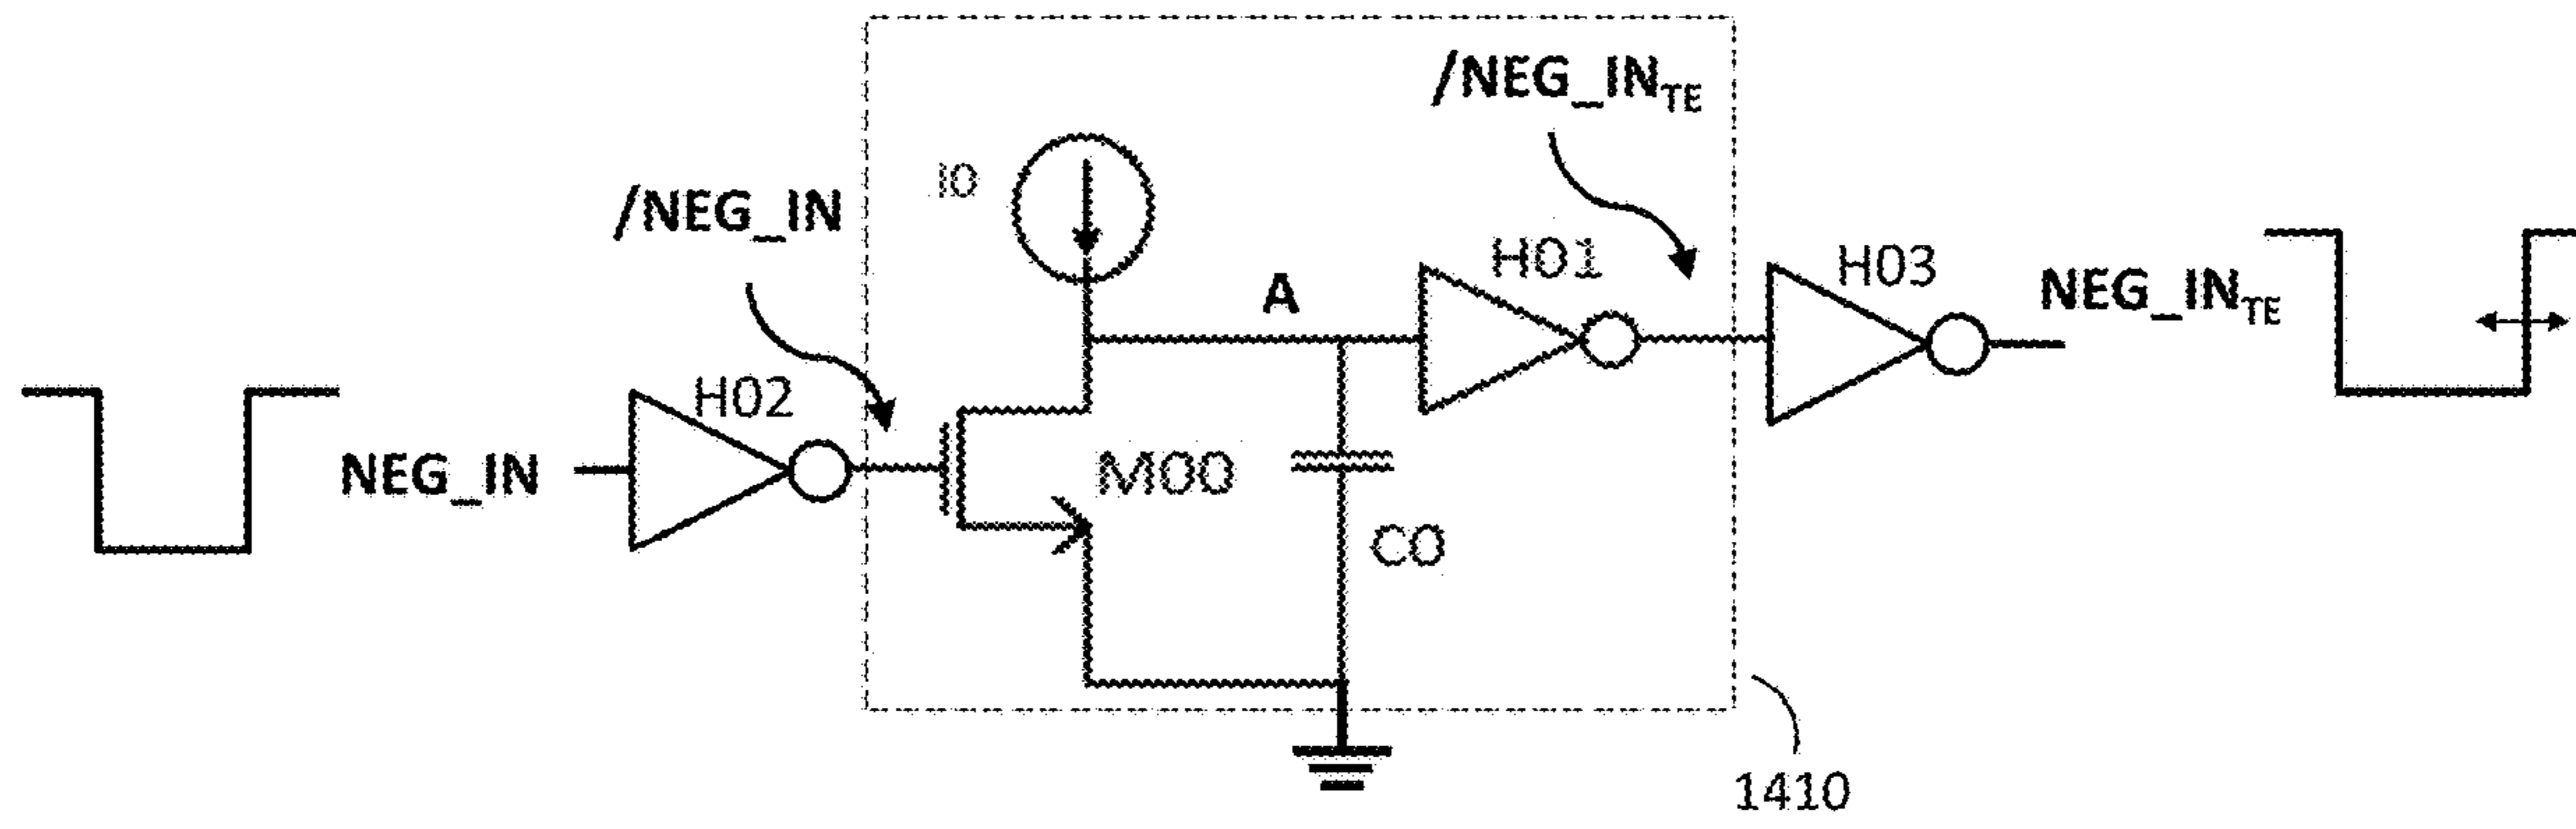 /NEG_IN_TE
I0
/NEG_IN
H01
H03
A
NEG_IN_TE
H02
M00
NEG_IN
C0
1410